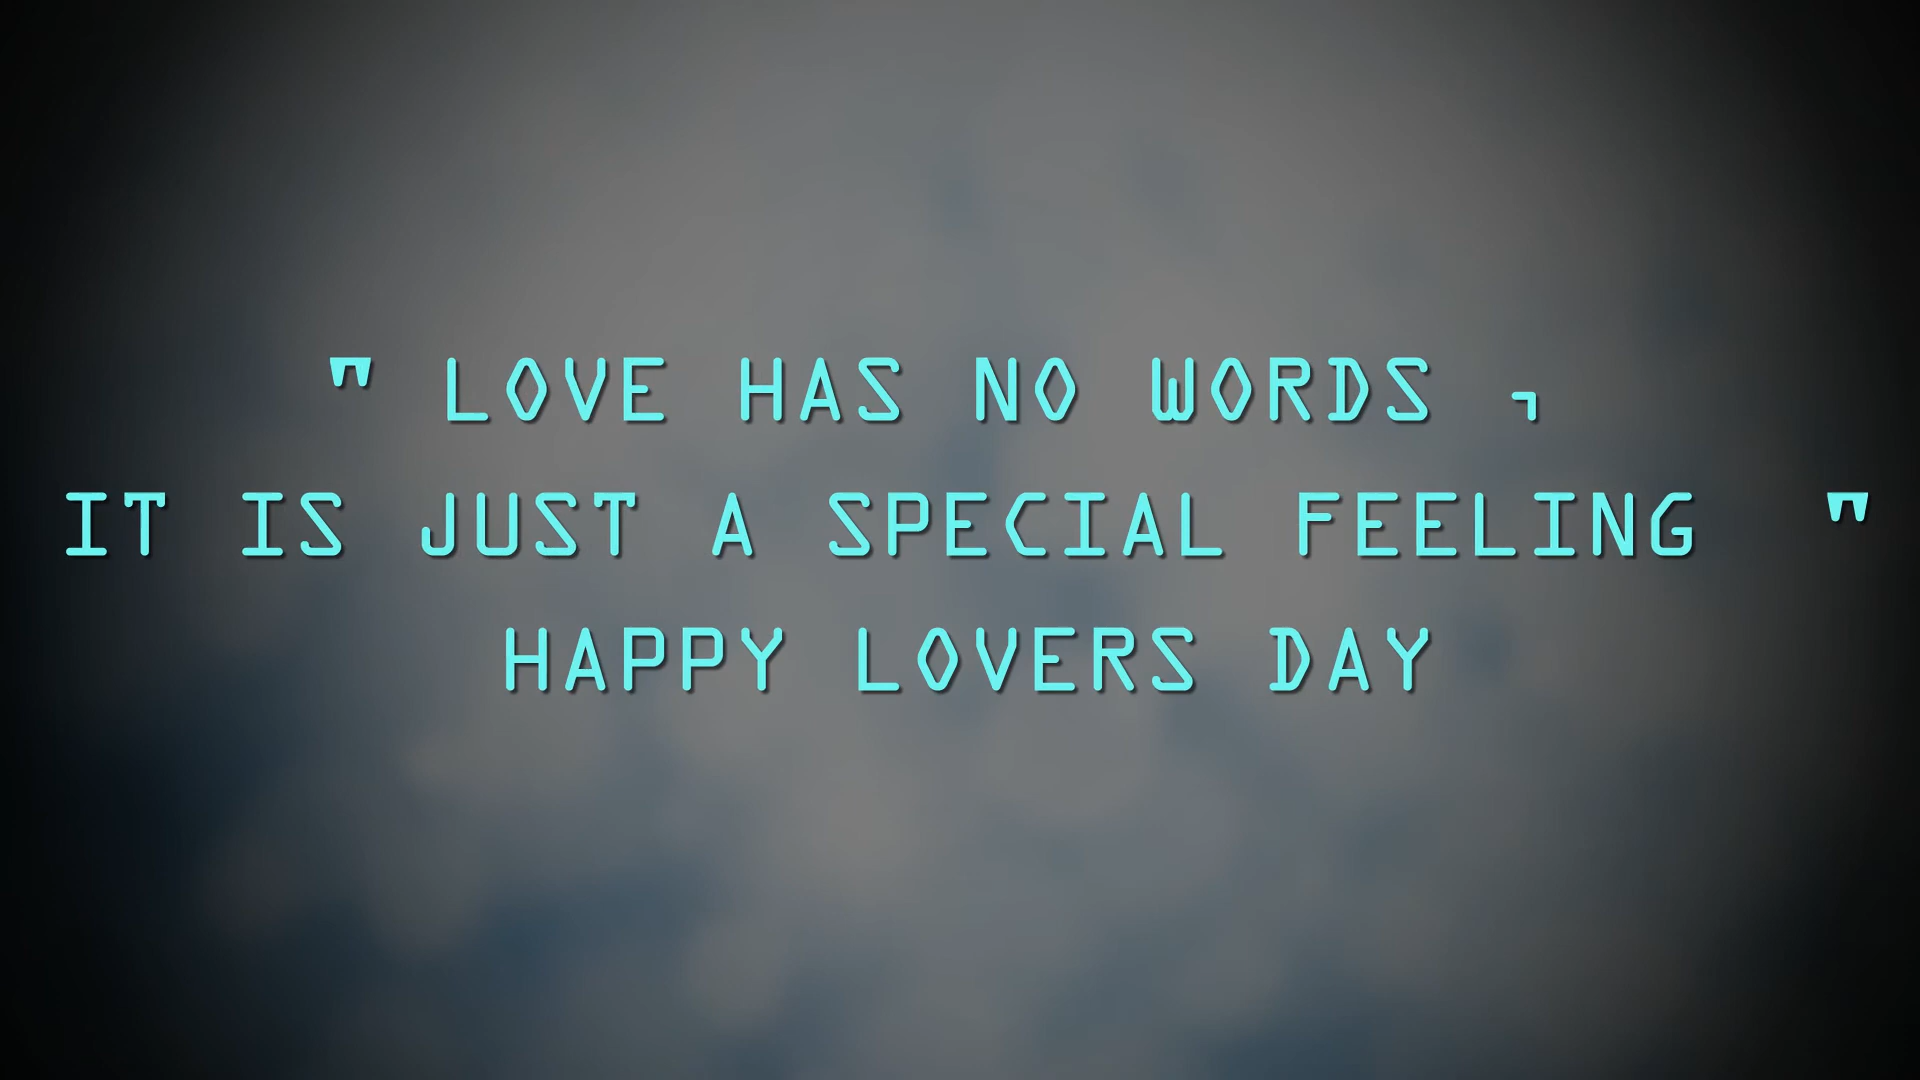 " LOVE HAS NO WORDS ,
IT IS JUST A SPECIAL FEELING "
HAPPY LOVERS DAY